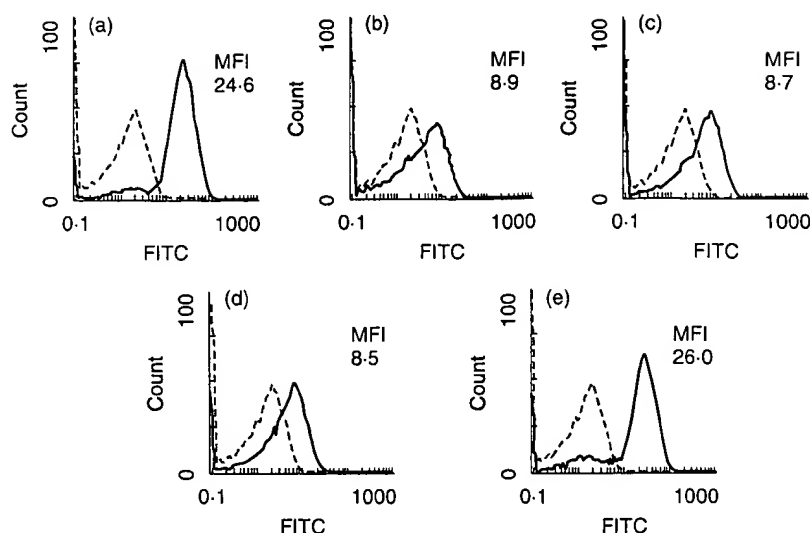 (a)
100
Count
0
MFI
24·6
0·1
1000
FITC
(b)
100
Count
0
MFI
8·9
0·1
1000
FITC
(c)
100
Count
0
MFI
8·7
0·1
1000
FITC
(d)
100
Count
0
MFI
8·5
0·1
1000
FITC
(e)
100
Count
0
MFI
26·0
0·1
1000
FITC